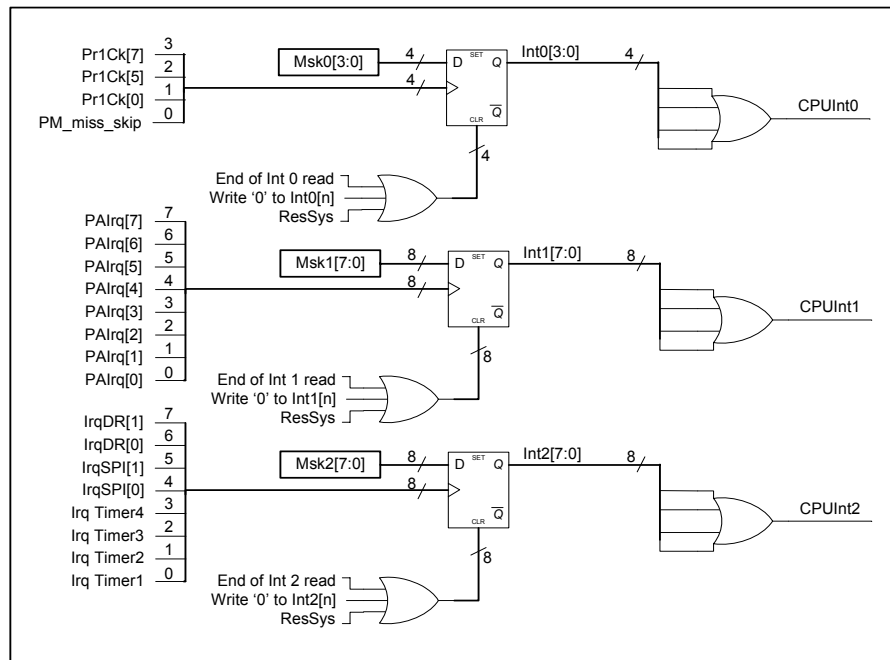 Pr1Ck[7] 3
Pr1Ck[5] 2
Pr1Ck[0] 1
PM_miss_skip 0
Msk0[3:0] 4 D SET Q Int0[3:0] 4
4
Q
CLR
4
CPUInt0
End of Int 0 read
Write ‘0’ to Int0[n]
ResSys
PAIrq[7] 7
PAIrq[6] 6
PAIrq[5] 5
PAIrq[4] 4
PAIrq[3] 3
PAIrq[2] 2
PAIrq[1] 1
PAIrq[0] 0
Msk1[7:0] 8 D SET Q Int1[7:0] 8
8
Q
CLR
8
CPUInt1
End of Int 1 read
Write ‘0’ to Int1[n]
ResSys
IrqDR[1] 7
IrqDR[0] 6
IrqSPI[1] 5
IrqSPI[0] 4
Irq Timer4 3
Irq Timer3 2
Irq Timer2 1
Irq Timer1 0
Msk2[7:0] 8 D SET Q Int2[7:0] 8
8
Q
CLR
8
CPUInt2
End of Int 2 read
Write ‘0’ to Int2[n]
ResSys